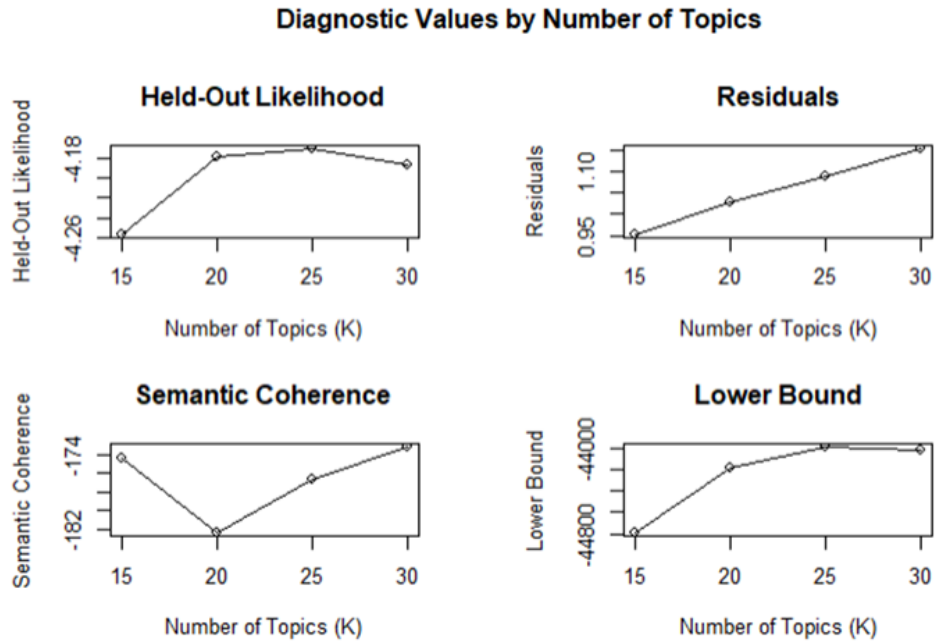 Diagnostic Values by Number of Topics
Held-Out Likelihood
Held-Out Likelihood
-4.18
-4.26
15 20 25 30
Number of Topics (K)
Residuals
Residuals
1.10
0.95
15 20 25 30
Number of Topics (K)
Semantic Coherence
Semantic Coherence
-174
-182
15 20 25 30
Number of Topics (K)
Lower Bound
Lower Bound
-44000
-44800
15 20 25 30
Number of Topics (K)